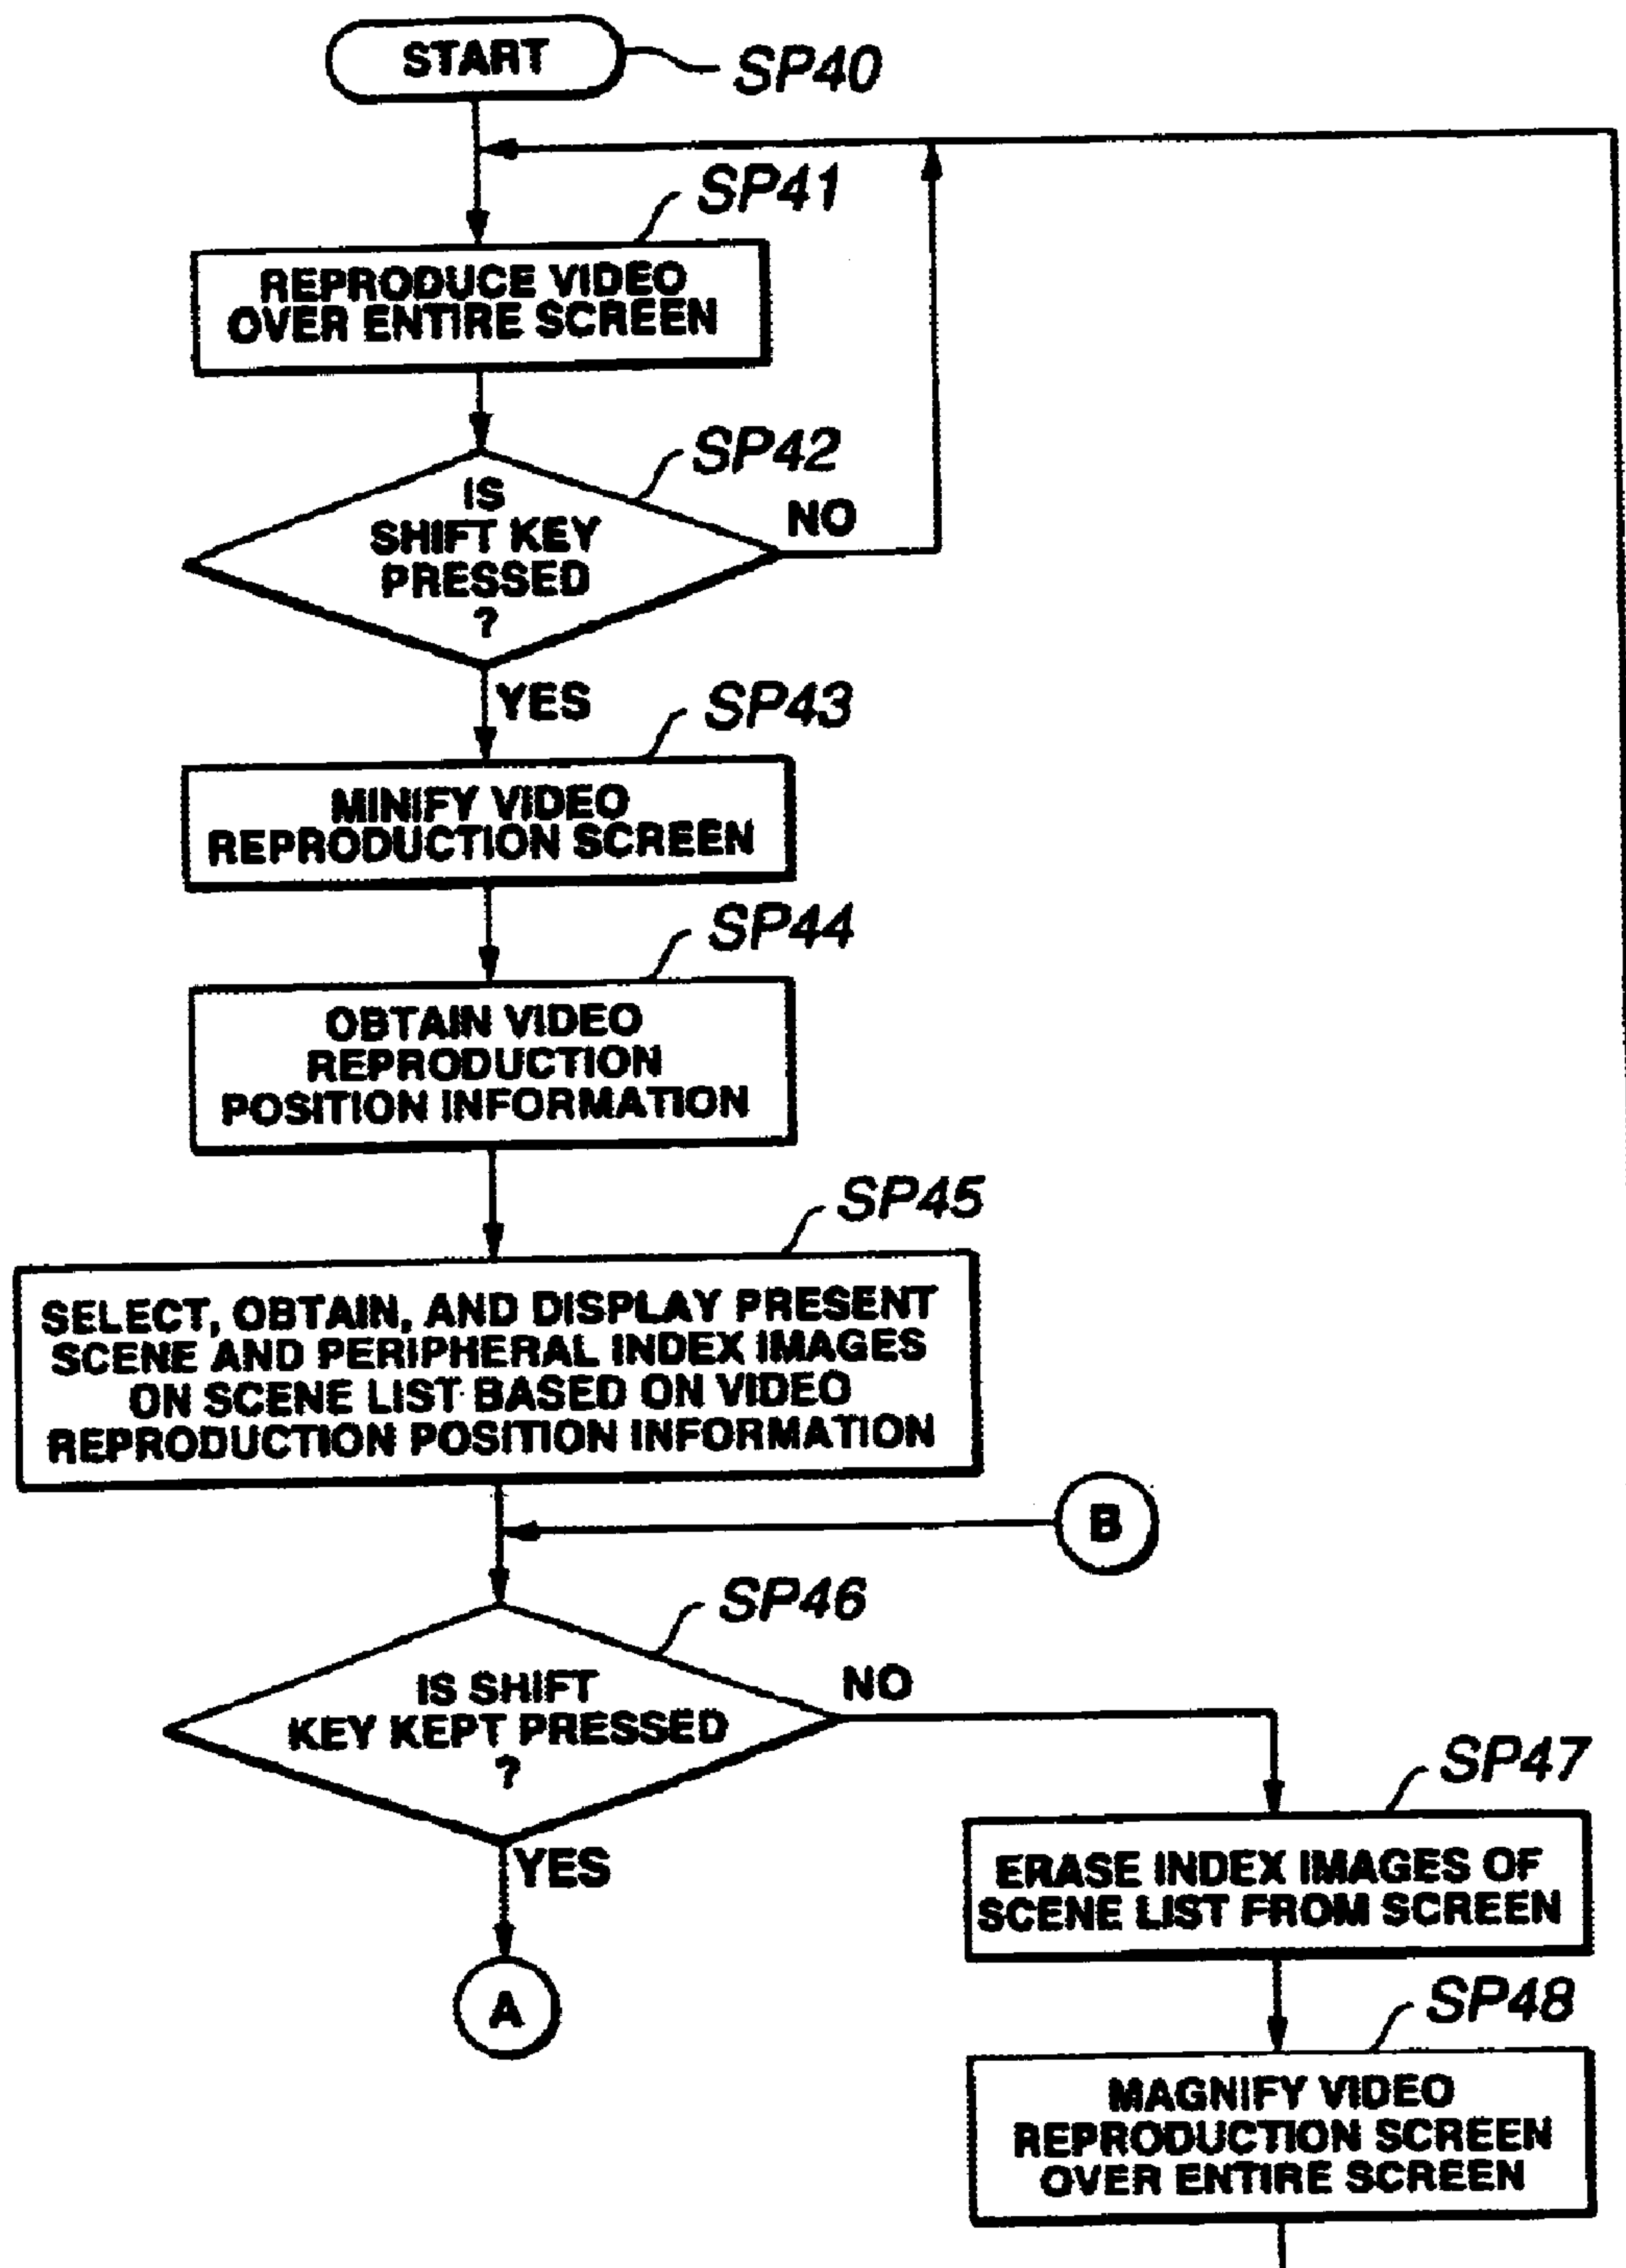 START
SP40
SP41
REPRODUCE VIDEO
OVER ENTIRE SCREEN
SP42
IS
SHIFT KEY
PRESSED
?
NO
YES
SP43
MINIFY VIDEO
REPRODUCTION SCREEN
SP44
OBTAIN VIDEO
REPRODUCTION
POSITION INFORMATION
SP45
SELECT, OBTAIN, AND DISPLAY PRESENT
SCENE AND PERIPHERAL INDEX IMAGES
ON SCENE LIST BASED ON VIDEO
REPRODUCTION POSITION INFORMATION
B
SP46
IS SHIFT
KEY KEPT PRESSED
?
NO
YES
A
SP47
ERASE INDEX IMAGES OF
SCENE LIST FROM SCREEN
SP48
MAGNIFY VIDEO
REPRODUCTION SCREEN
OVER ENTIRE SCREEN